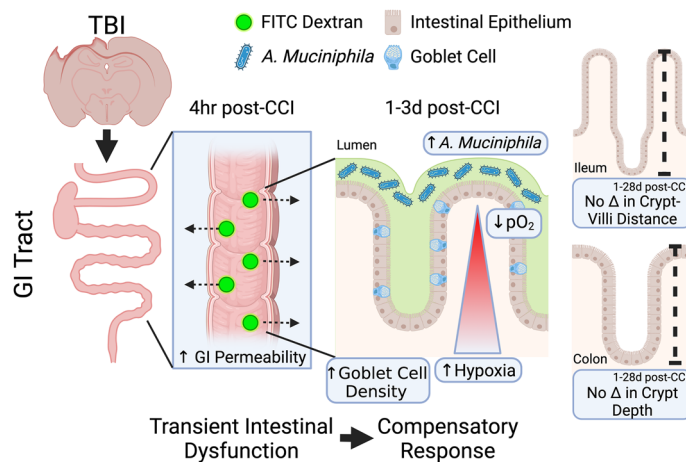 TBI
FITC Dextran
Intestinal Epithelium
A. Muciniphila
Goblet Cell
GI Tract
4hr post-CCI
↑ GI Permeability
1-3d post-CCI
Lumen
↑ A. Muciniphila
↓ pO₂
↑ Goblet Cell
Density
↑ Hypoxia
Ileum
1-28d post-CC
No Δ in Crypt-
Villi Distance
Colon
1-28d post-CC
No Δ in Crypt
Depth
Transient Intestinal
Dysfunction
Compensatory
Response